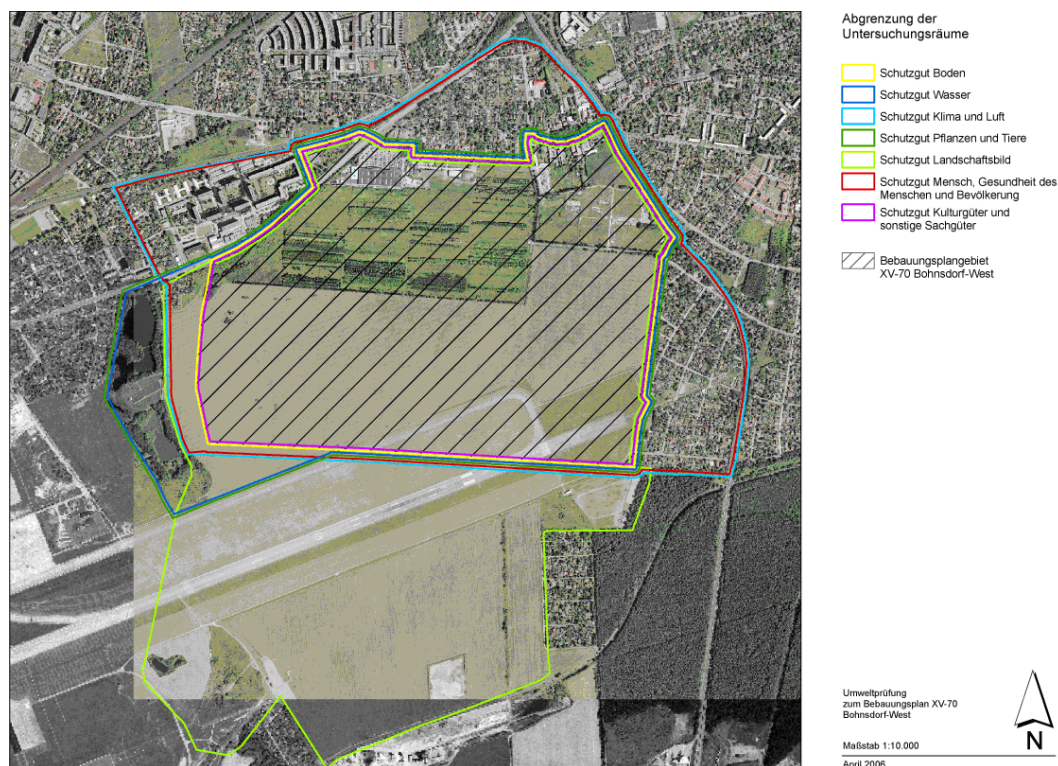 Abgrenzung der
Untersuchungsräume
Schutzgut Boden
Schutzgut Wasser
Schutzgut Klima und Luft
Schutzgut Pflanzen und Tiere
Schutzgut Landschaftsbild
Schutzgut Mensch, Gesundheit des
Menschen und Bevölkerung
Schutzgut Kulturgüter und
sonstige Sachgüter
Bebauungsplangebiet
XV-70 Bohnsdorf-West
Umweltprüfung
zum Bebauungsplan XV-70
Bohnsdorf-West
Maßstab 1:10.000
April 2006
N